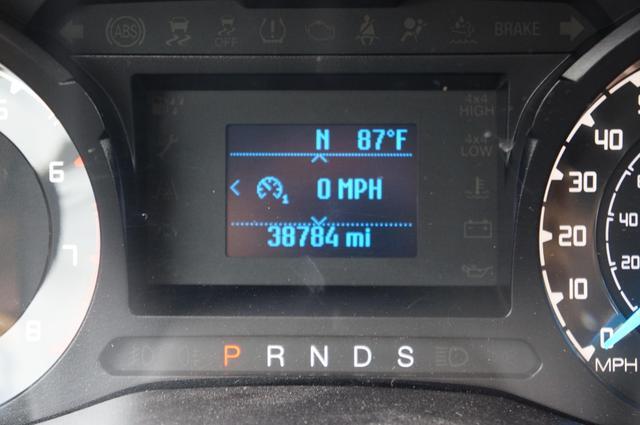 ABS
OFF
BRAKE
4x4
HIGH
4x4
LOW
N 87°F
1
0 MPH
38784 mi
P R N D S
6
7
8
40
30
20
10
0
MPH
40
20